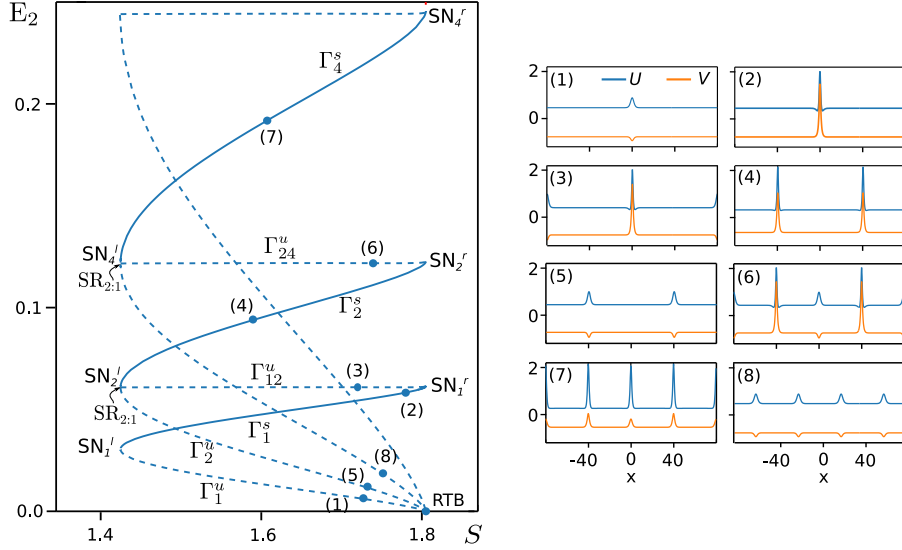 E₂
SN₄ʳ
Γ₄ˢ
0.2
(7)
SN₄ˡ
SR₂:₁
Γ₂₄ᵘ
(6)
SN₂ʳ
0.1
(4)
Γ₂ˢ
SN₂ˡ
SR₂:₁
Γ₁₂ᵘ
(3)
SN₁ʳ
(2)
Γ₁ˢ
SN₁ˡ
Γ₂ᵘ
(8)
(5)
Γ₁ᵘ
(1)
RTB
0.0
1.4
1.6
1.8
S
(1)
U
V
2
0
(2)
(3)
2
0
(4)
(5)
2
0
(6)
(7)
2
0
(8)
-40
0
40
x
-40
0
40
x